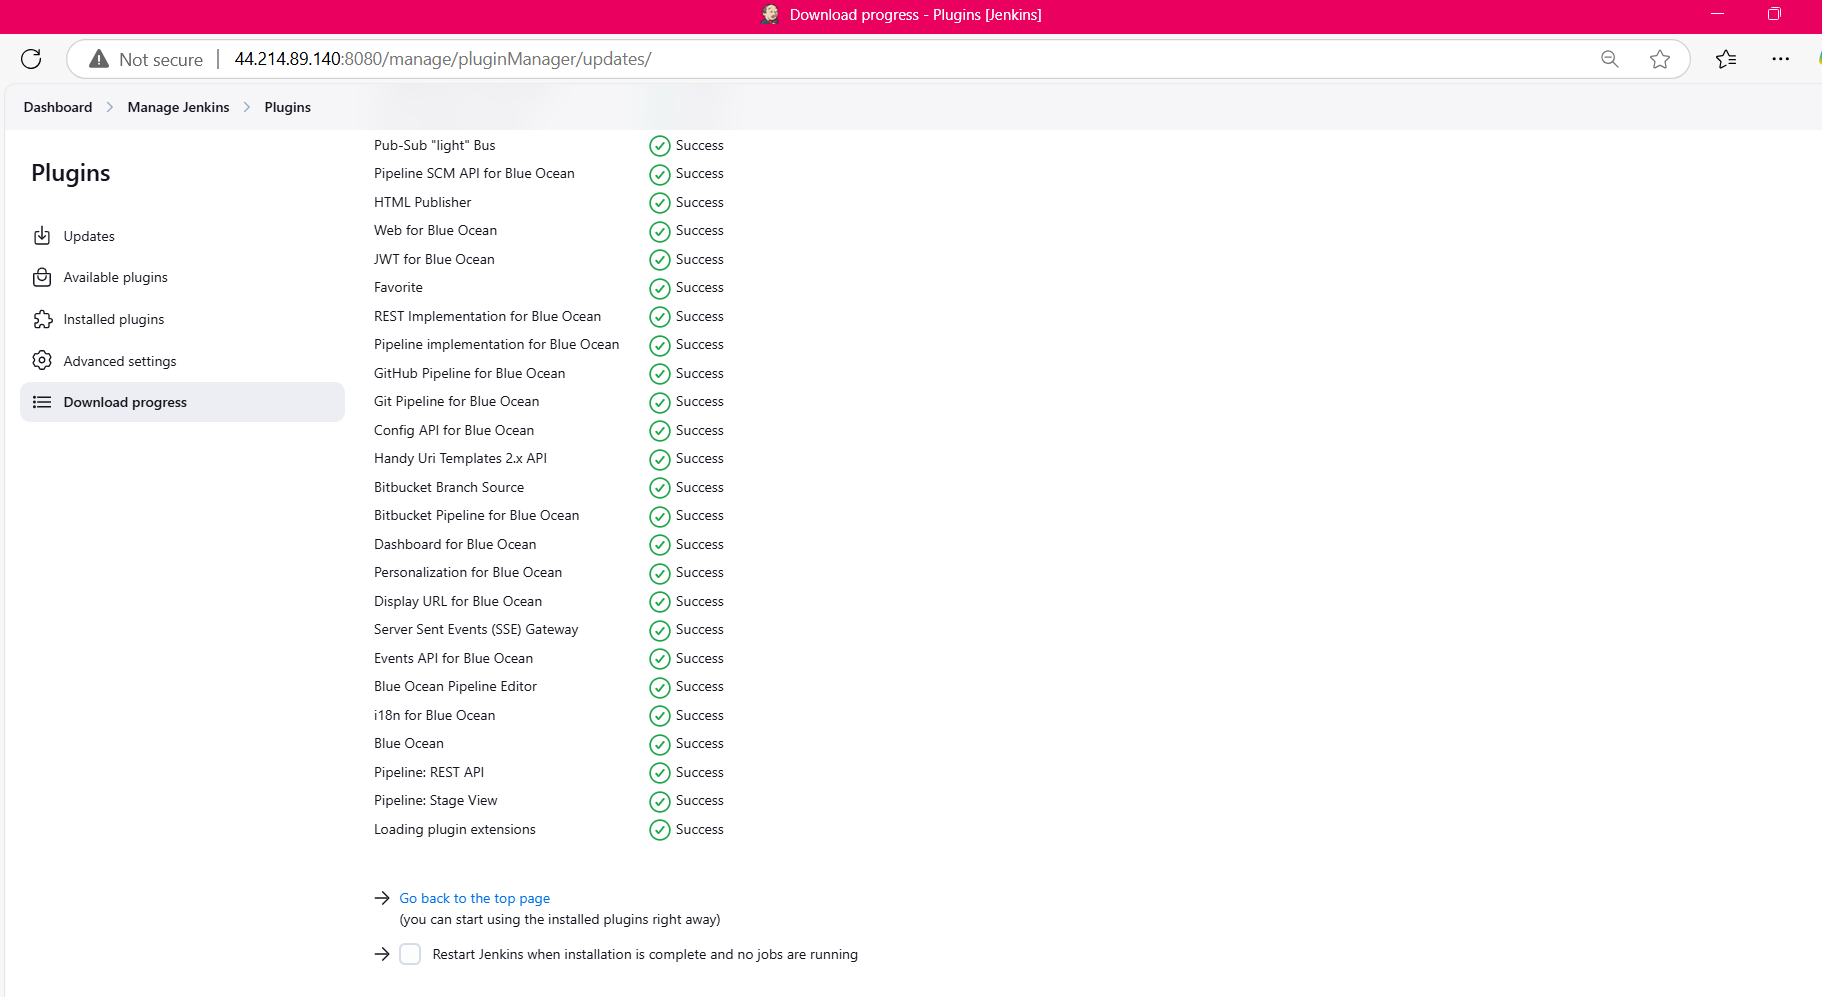 Download progress - Plugins [Jenkins]
Not secure 44.214.89.140:8080/manage/pluginManager/updates/
Dashboard Manage Jenkins Plugins
Plugins
Updates
Available plugins
Installed plugins
Advanced settings
Download progress
Pub-Sub "light" Bus Success
Pipeline SCM API for Blue Ocean Success
HTML Publisher Success
Web for Blue Ocean Success
JWT for Blue Ocean Success
Favorite Success
REST Implementation for Blue Ocean Success
Pipeline implementation for Blue Ocean Success
GitHub Pipeline for Blue Ocean Success
Git Pipeline for Blue Ocean Success
Config API for Blue Ocean Success
Handy Uri Templates 2.x API Success
Bitbucket Branch Source Success
Bitbucket Pipeline for Blue Ocean Success
Dashboard for Blue Ocean Success
Personalization for Blue Ocean Success
Display URL for Blue Ocean Success
Server Sent Events (SSE) Gateway Success
Events API for Blue Ocean Success
Blue Ocean Pipeline Editor Success
i18n for Blue Ocean Success
Blue Ocean Success
Pipeline: REST API Success
Pipeline: Stage View Success
Loading plugin extensions Success
Go back to the top page
(you can start using the installed plugins right away)
Restart Jenkins when installation is complete and no jobs are running